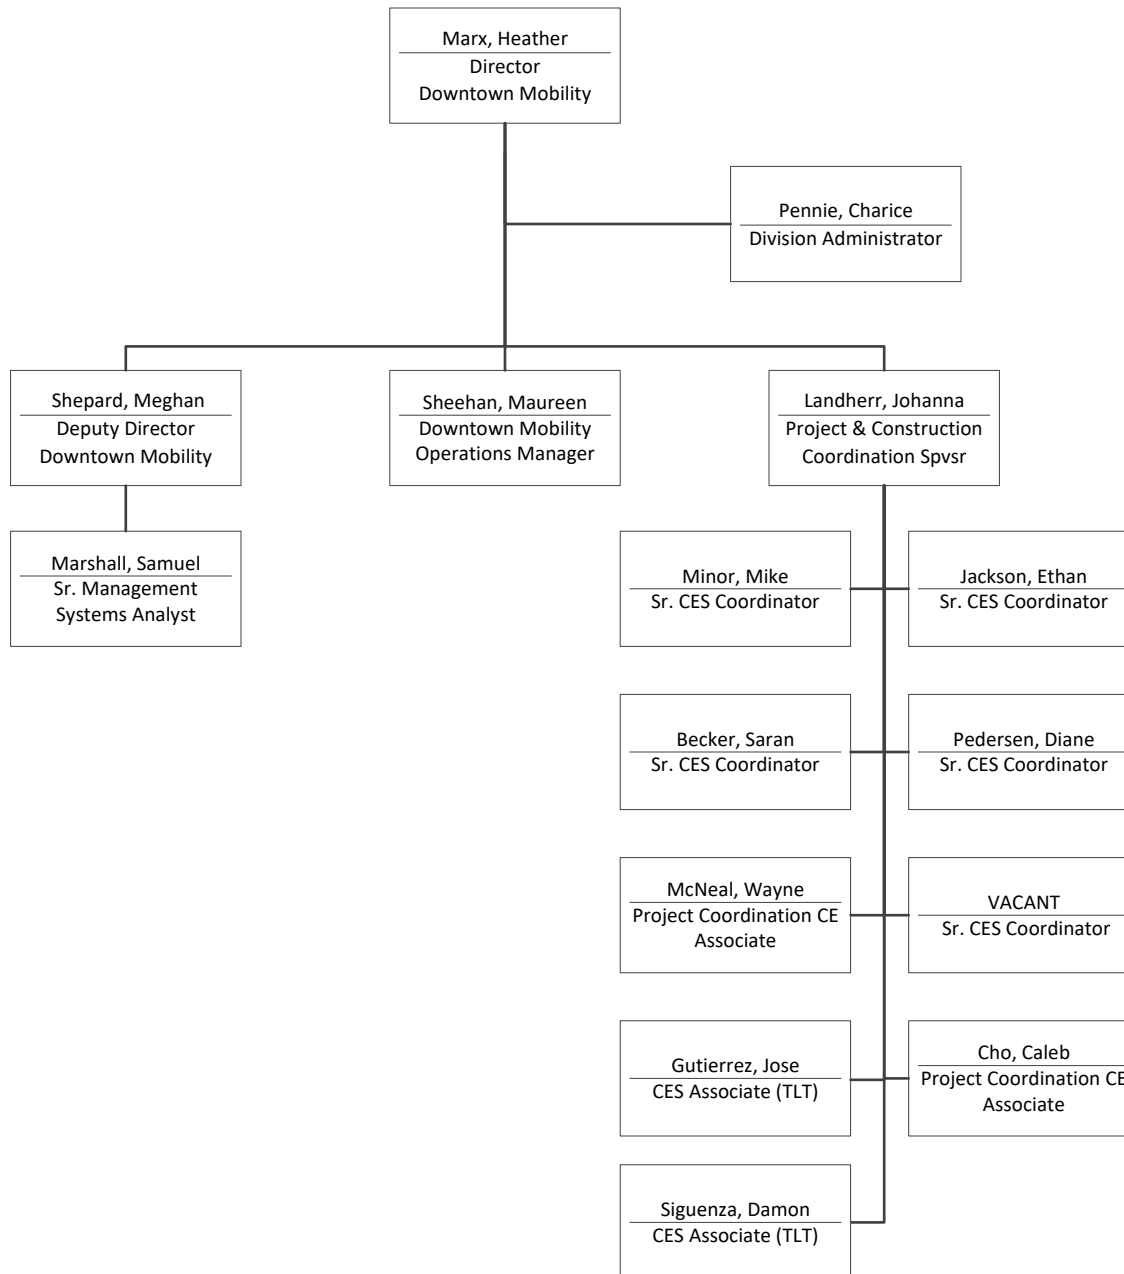 Marx, Heather
Director
Downtown Mobility
Pennie, Charice
Division Administrator
Shepard, Meghan
Deputy Director
Downtown Mobility
Sheehan, Maureen
Downtown Mobility
Operations Manager
Landherr, Johanna
Project & Construction
Coordination Spvsr
Marshall, Samuel
Sr. Management
Systems Analyst
Minor, Mike
Sr. CES Coordinator
Jackson, Ethan
Sr. CES Coordinator
Becker, Saran
Sr. CES Coordinator
Pedersen, Diane
Sr. CES Coordinator
McNeal, Wayne
Project Coordination CE
Associate
VACANT
Sr. CES Coordinator
Gutierrez, Jose
CES Associate (TLT)
Cho, Caleb
Project Coordination CE
Associate
Siguenza, Damon
CES Associate (TLT)